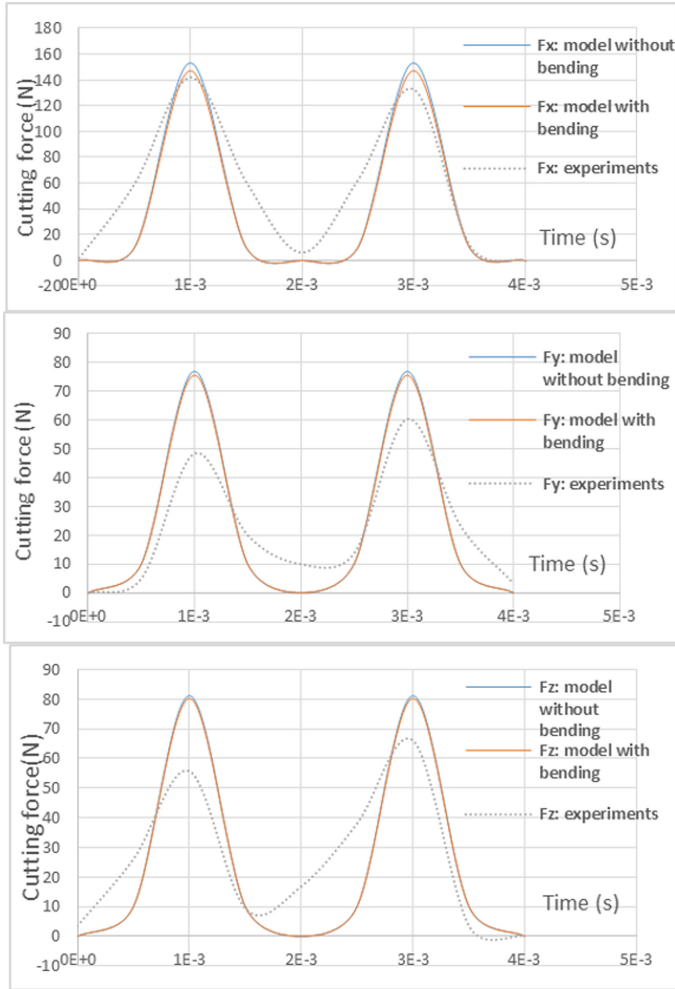 180
160
140
120
100
80
60
40
20
0
-20
0E+0 1E-3 2E-3 3E-3 4E-3 5E-3
Cutting force (N)
Time (s)
Fx: model without
bending
Fx: model with
bending
Fx: experiments
90
80
70
60
50
40
30
20
10
0
-10
0E+0 1E-3 2E-3 3E-3 4E-3 5E-3
Cutting force (N)
Time (s)
Fy: model
without bending
Fy: model with
bending
Fy: experiments
90
80
70
60
50
40
30
20
10
0
-10
0E+0 1E-3 2E-3 3E-3 4E-3 5E-3
Cutting force(N)
Time (s)
Fz: model
without
bending
Fz: model with
bending
Fz: experiments